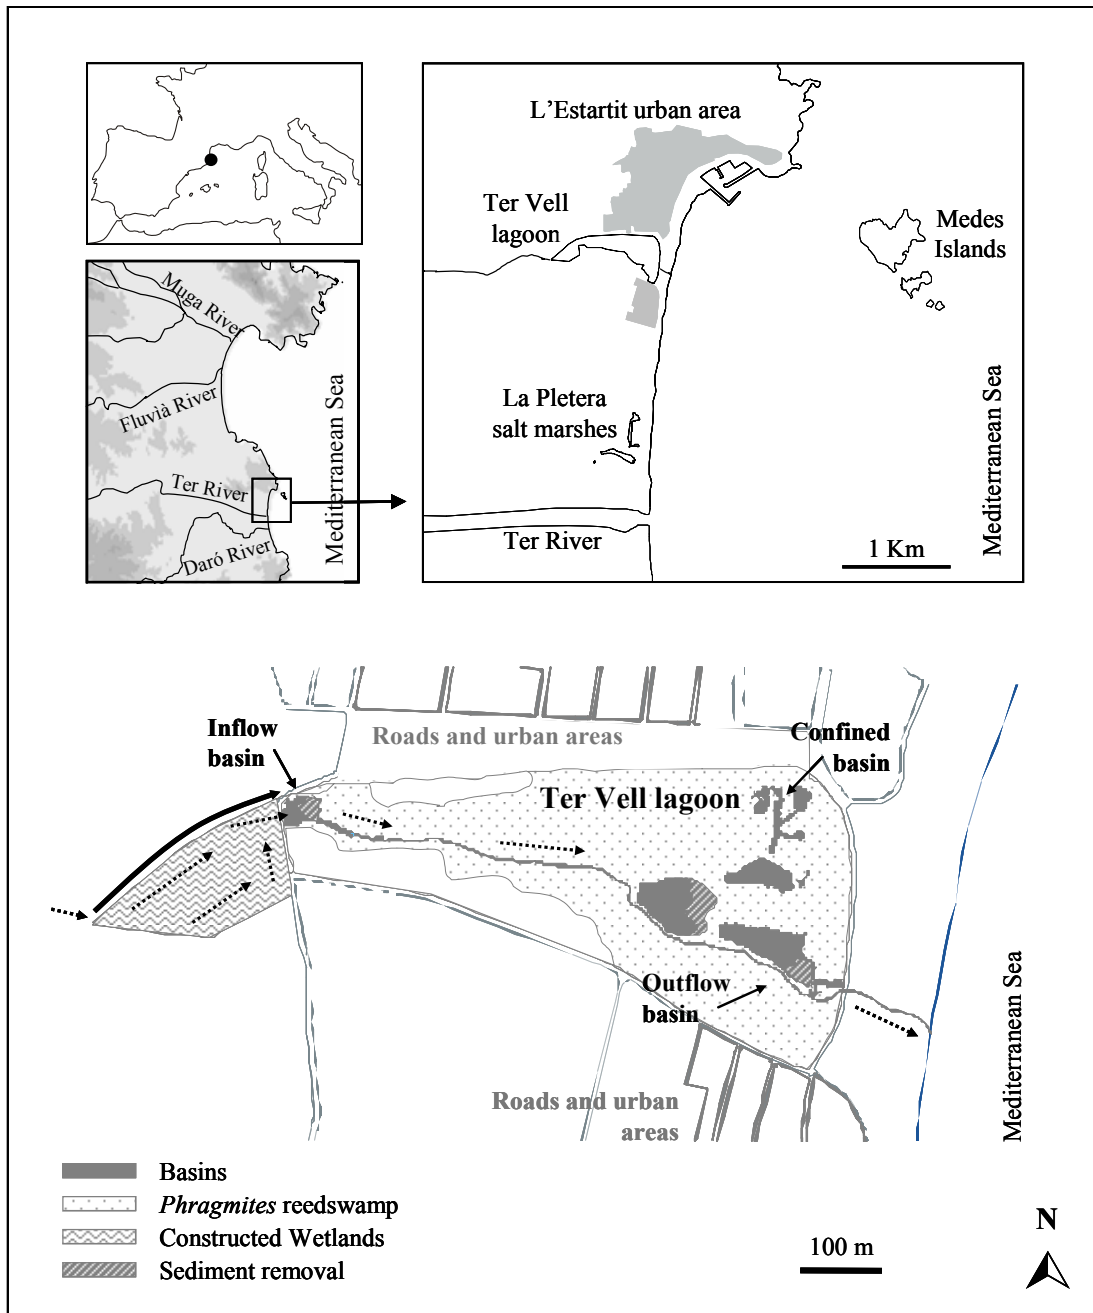 L'Estartit urban area
Ter Vell
lagoon
Medes
Islands
La Pletera
salt marshes
Ter River
1 Km
Mediterranean Sea
Muga River
Fluvià River
Ter River
Daró River
Mediterranean Sea
Inflow
basin
Roads and urban areas
Confined
basin
Ter Vell lagoon
Outflow
basin
Roads and urban
areas
Mediterranean Sea
Basins
Phragmites reedswamp
Constructed Wetlands
Sediment removal
100 m
N